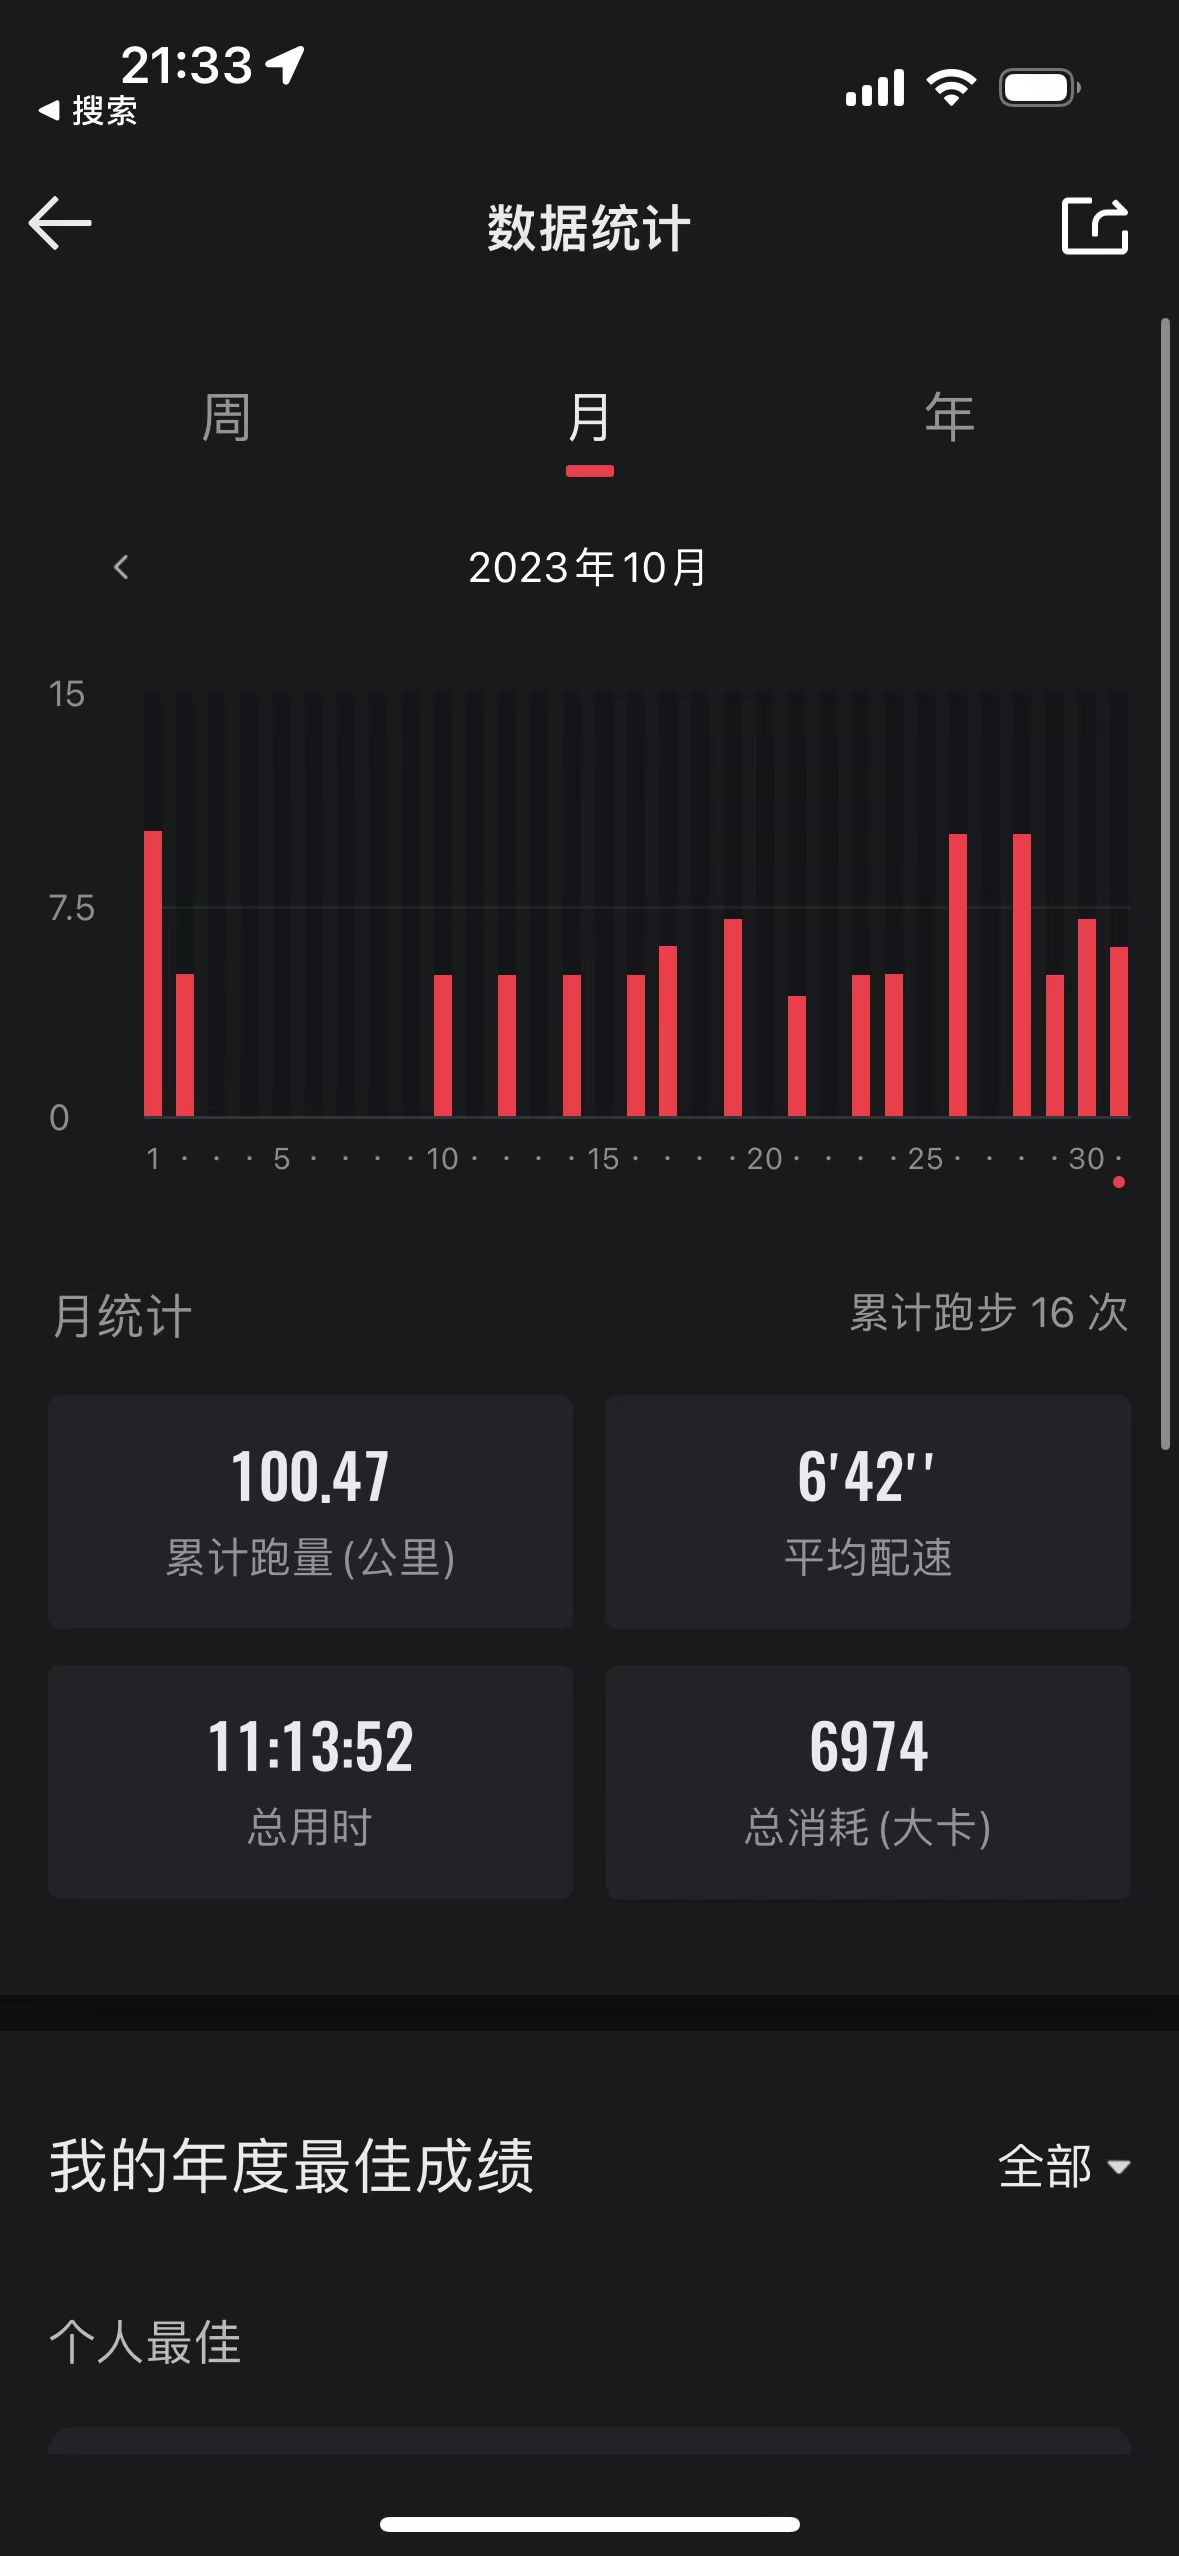 21:33
搜索
数据统计
周 月 年
2023年10月
15
7.5
0
1 · · · 5 · · · · 10 · · · · 15 · · · · 20 · · · · 25 · · · · 30 ·
月统计 累计跑步 16 次
100.47 6'42''
累计跑量(公里) 平均配速
11:13:52 6974
总用时 总消耗(大卡)
我的年度最佳成绩 全部
个人最佳